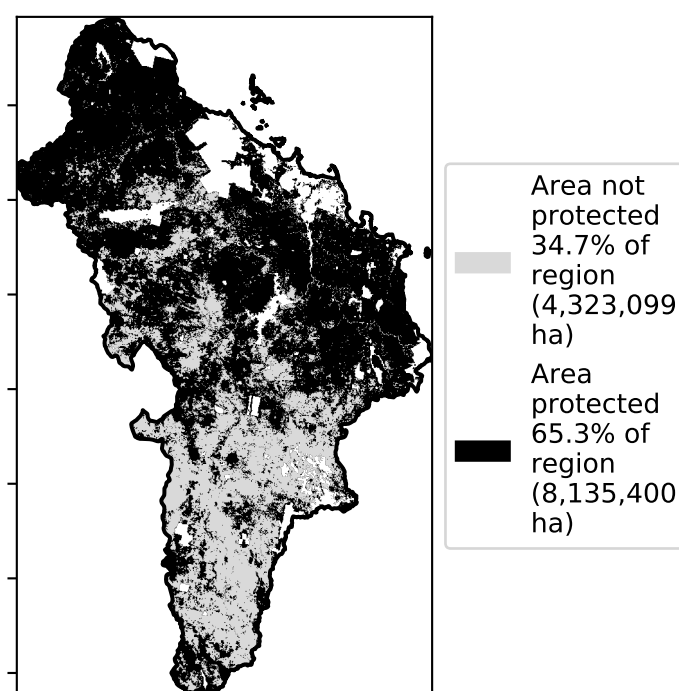 Area not
protected
34.7% of
region
(4,323,099
ha)
Area
protected
65.3% of
region
(8,135,400
ha)